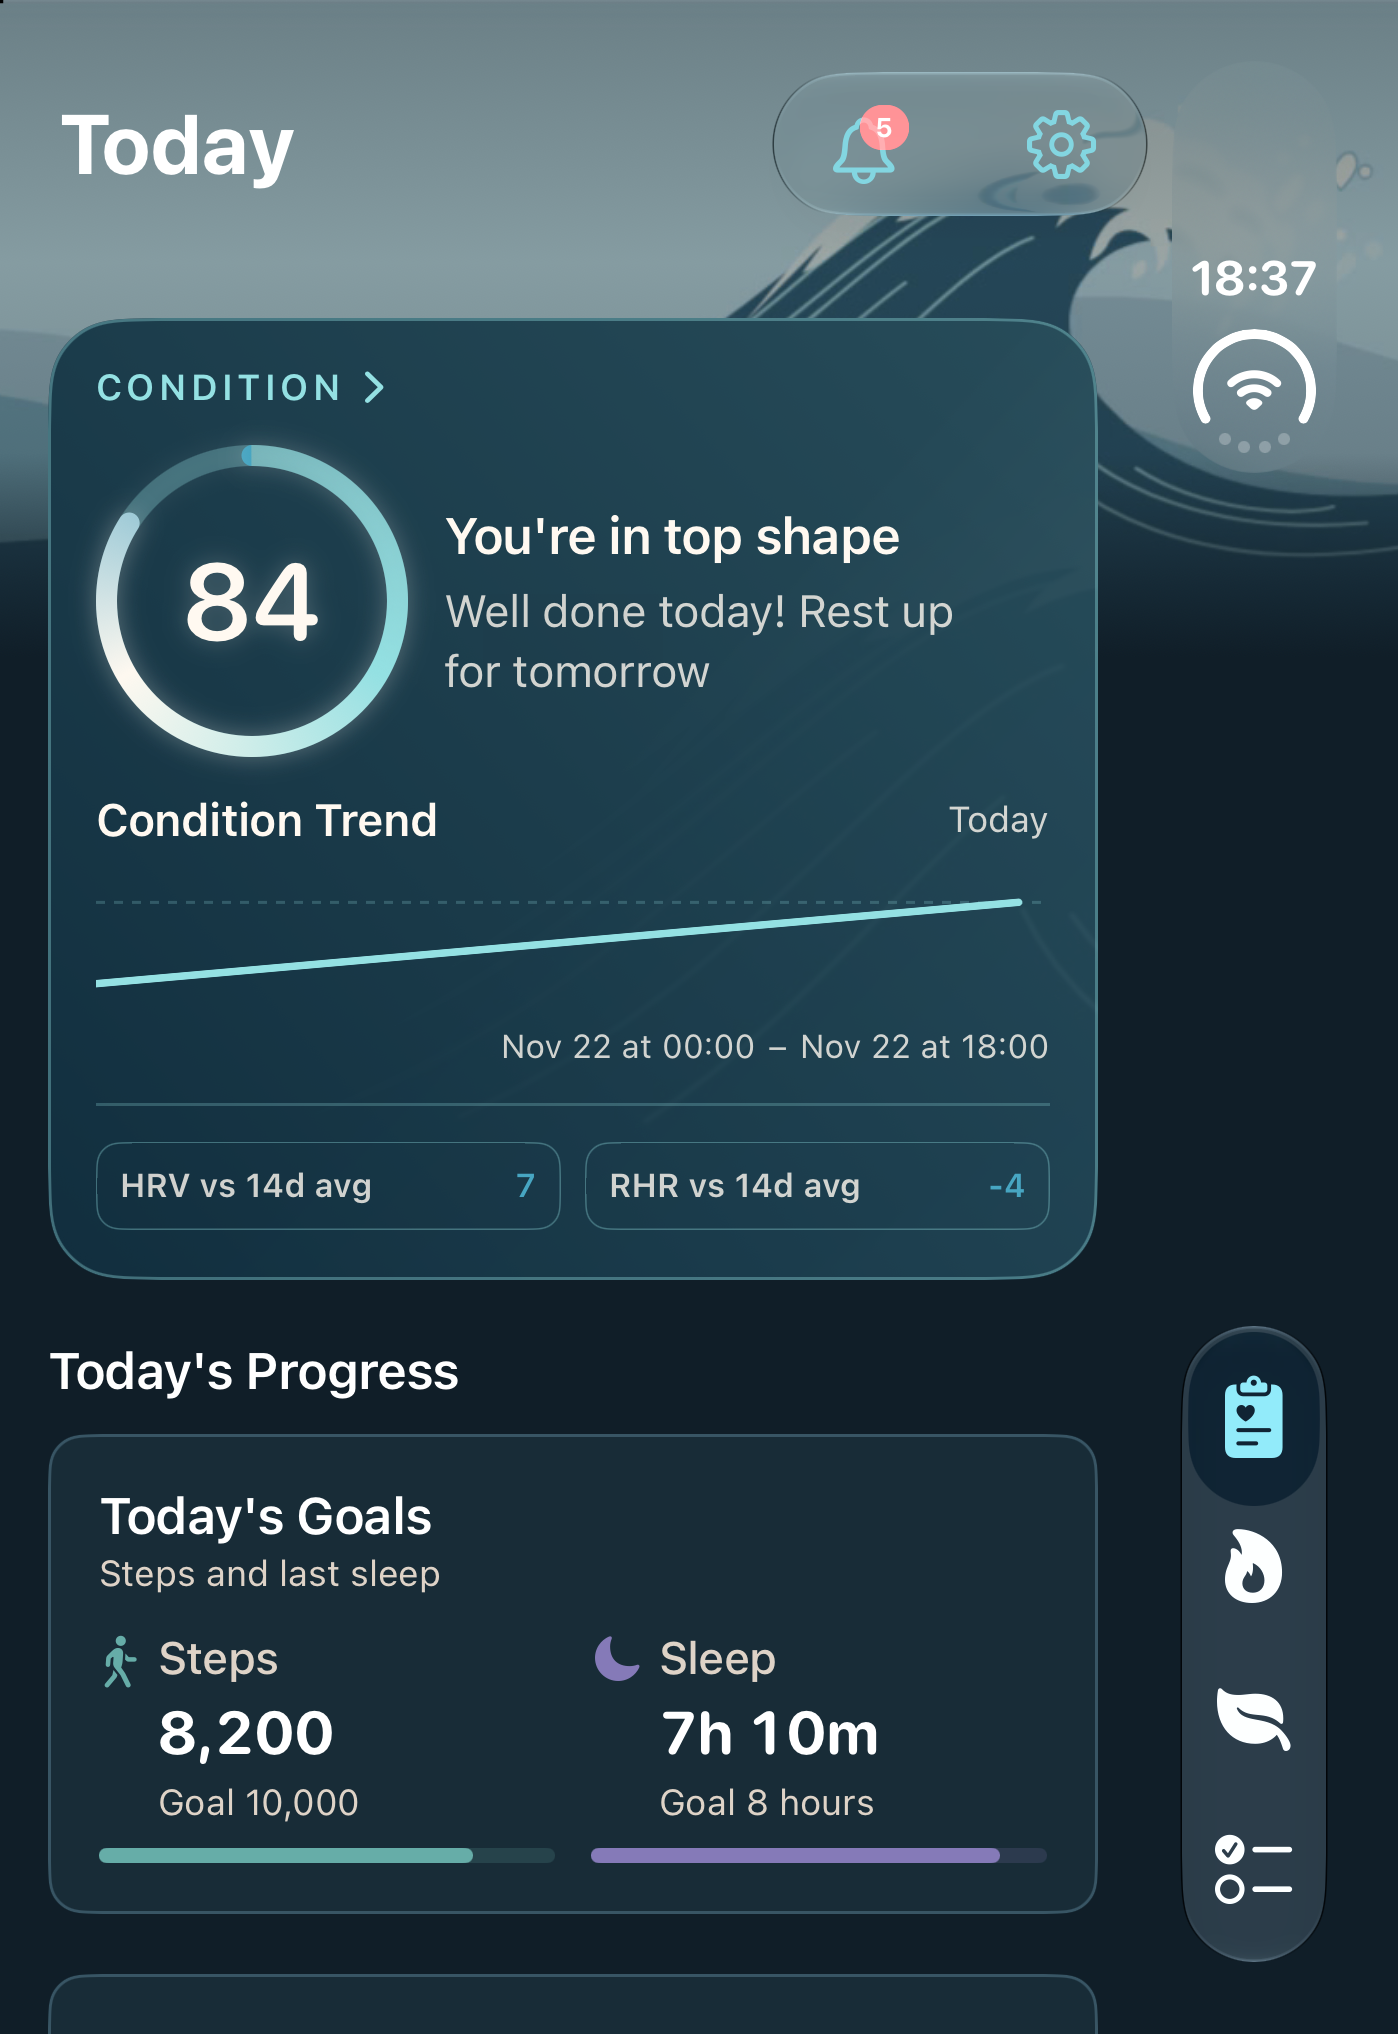 Today
5
18:37
CONDITION
84
You're in top shape
Well done today! Rest up
for tomorrow
Condition Trend
Today
Nov 22 at 00:00 – Nov 22 at 18:00
HRV vs 14d avg 7
RHR vs 14d avg -4
Today's Progress
Today's Goals
Steps and last sleep
Steps
8,200
Goal 10,000
Sleep
7h 10m
Goal 8 hours